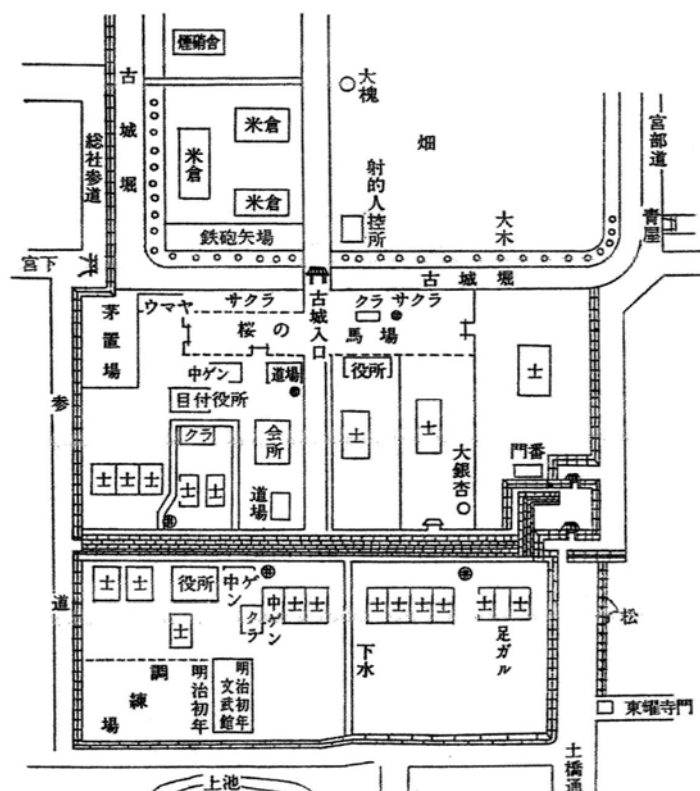 煙硝舎
古城堀
米倉
米倉
米倉
鉄砲矢場
大槐
畑
射的人控所
大木
宮部道
青屋
総社参道
宮下
古城堀
ウマヤ
サクラ
古城入口
クラ
サクラ
茅置場
桜の
馬場
中ゲン
道場
役所
士
目付役所
クラ
会所
士
士
大銀杏
門番
士
士
士
士
士
道場
参道
士
士
役所
中ゲン
クラ
中ゲン
士
士
士
士
士
士
士
士
士
足ガル
松
下水
調練場
明治初年
明治初年
文武館
東耀寺門
土橋通
上池